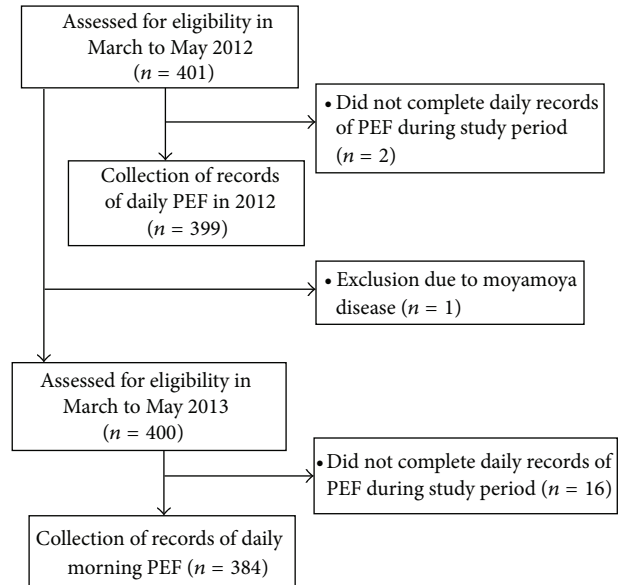 Assessed for eligibility in
March to May 2012
(n = 401)
• Did not complete daily records
of PEF during study period
(n = 2)
Collection of records
of daily PEF in 2012
(n = 399)
• Exclusion due to moyamoya
disease (n = 1)
Assessed for eligibility in
March to May 2013
(n = 400)
• Did not complete daily records of
PEF during study period (n = 16)
Collection of records of daily
morning PEF (n = 384)